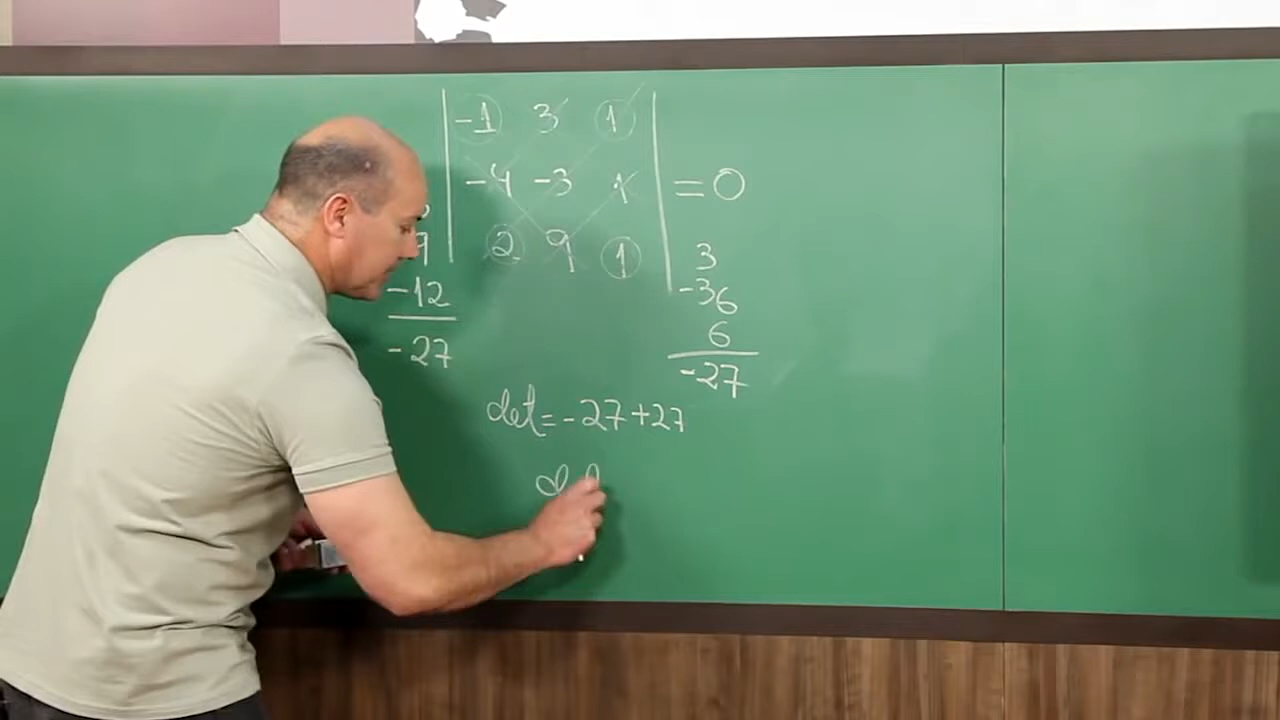 -1 3 1
-4 -3 1 = 0
2 9 1
-12
-27
3
-36
6
-27
det = -27 + 27